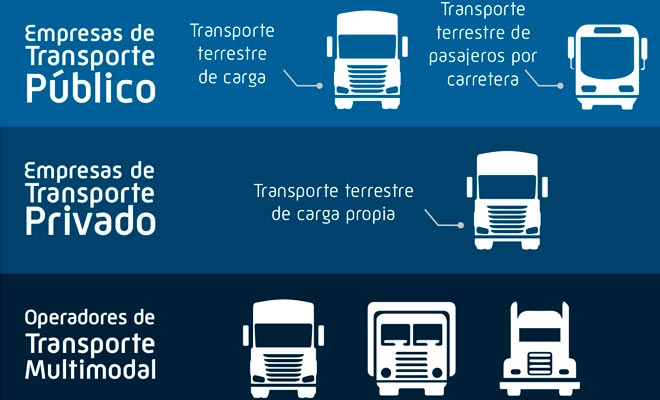 Empresas de
Transporte
Público
Transporte
terrestre
de carga
Transporte
terrestre de
pasajeros por
carretera
Empresas de
Transporte
Privado
Transporte terrestre
de carga propia
Operadores de
Transporte
Multimodal